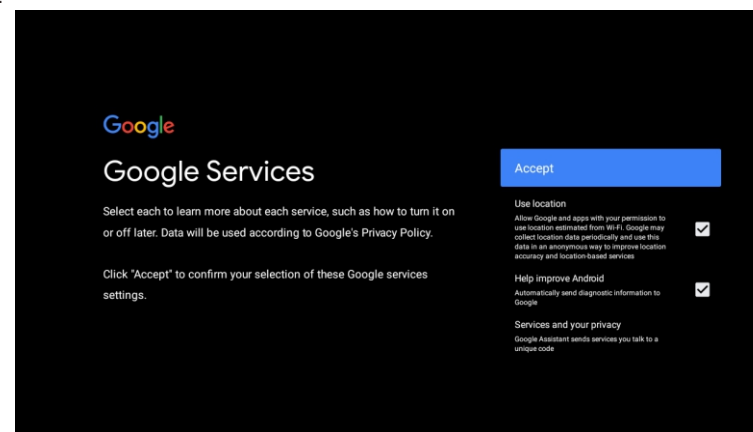 Google
Google Services
Select each to learn more about each service, such as how to turn it on
or off later. Data will be used according to Google's Privacy Policy.
Click "Accept" to confirm your selection of these Google services
settings.
Accept
Use location
Allow Google and apps with your permission to
use location estimated from Wi-Fi. Google may
collect location data periodically and use this
data in an anonymous way to improve location
accuracy and location-based services
Help improve Android
Automatically send diagnostic information to
Google
Services and your privacy
Google Assistant sends services you talk to a
unique code